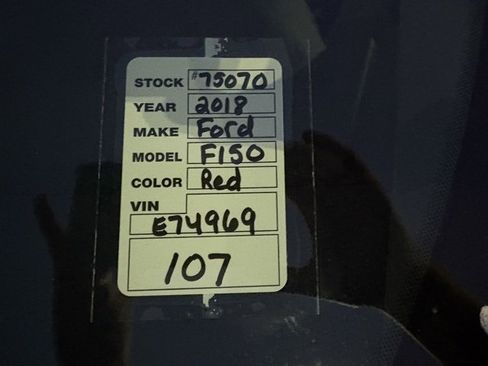 STOCK #75070
YEAR 2018
MAKE Ford
MODEL F150
COLOR Red
VIN
E74969
107